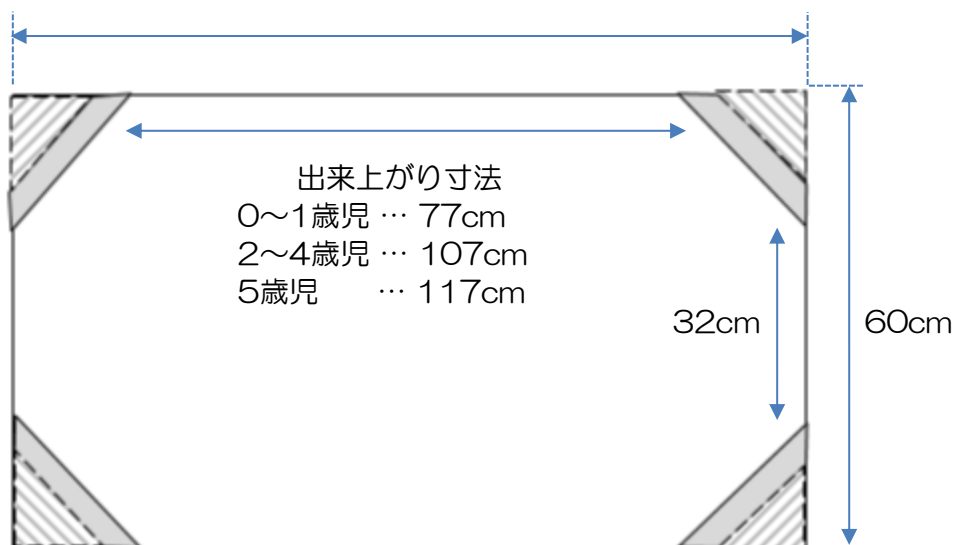 出来上がり寸法
0～1歳児 … 77cm
2～4歳児 … 107cm
5歳児　　… 117cm
32cm
60cm